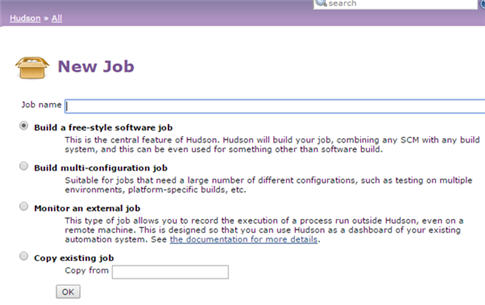 search
Hudson » All
New Job
Job name
Build a free-style software job
This is the central feature of Hudson. Hudson will build your job, combining any SCM with any build
system, and this can be even used for something other than software build.
Build multi-configuration job
Suitable for jobs that need a large number of different configurations, such as testing on multiple
environments, platform-specific builds, etc.
Monitor an external job
This type of job allows you to record the execution of a process run outside Hudson, even on a
remote machine. This is designed so that you can use Hudson as a dashboard of your existing
automation system. See the documentation for more details.
Copy existing job
Copy from
OK